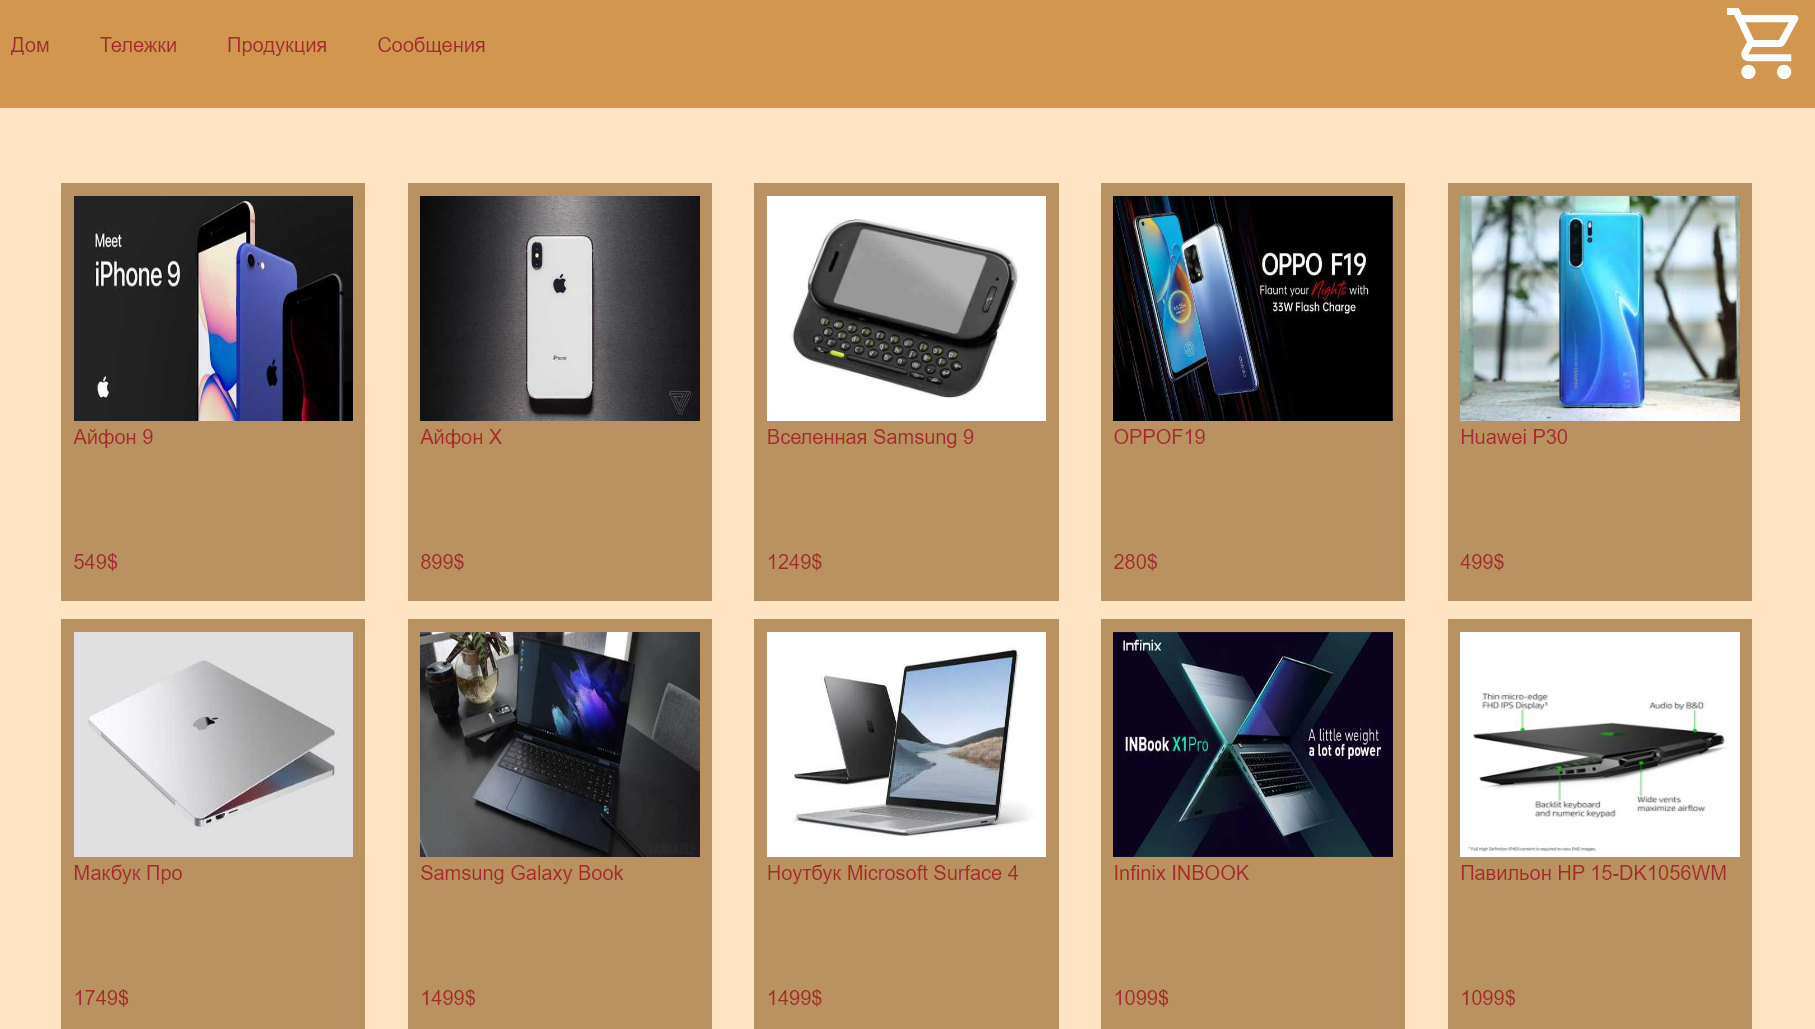 Дом
Тележки
Продукция
Сообщения
Meet
iPhone 9
Айфон 9
549$
iPhone
Айфон X
899$
Вселенная Samsung 9
1249$
OPPO F19
Flaunt your Nights with
33W Flash Charge
OPPOF19
280$
Huawei P30
499$
Макбук Про
1749$
Samsung Galaxy Book
1499$
Ноутбук Microsoft Surface 4
1499$
Infinix
INBook X1Pro
A little weight
a lot of power
Infinix INBOOK
1099$
Thin micro-edge
FHD IPS Display⁵
Audio by B&O
Backlit keyboard
and numeric keypad
Wide vents
maximize airflow
Павильон HP 15-DK1056WM
1099$